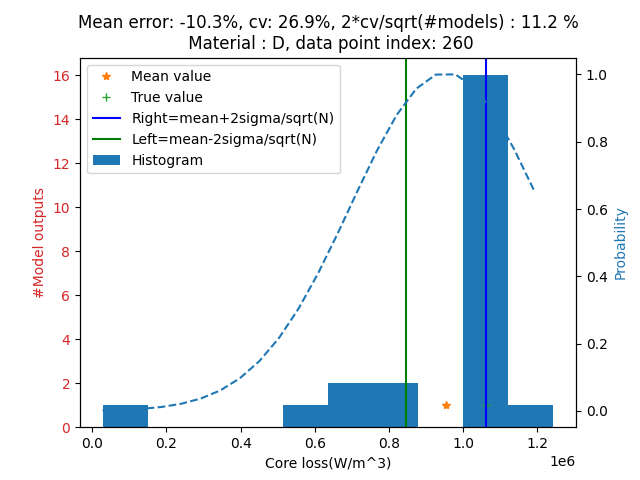 Mean error: -10.3%, cv: 26.9%, 2*cv/sqrt(#models) : 11.2 %
Material : D, data point index: 260
Mean value
True value
Right=mean+2sigma/sqrt(N)
Left=mean-2sigma/sqrt(N)
Histogram
#Model outputs
16
14
12
10
8
6
4
2
0
Probability
1.0
0.8
0.6
0.4
0.2
0.0
0.0 0.2 0.4 0.6 0.8 1.0 1.2
1e6
Core loss(W/m^3)